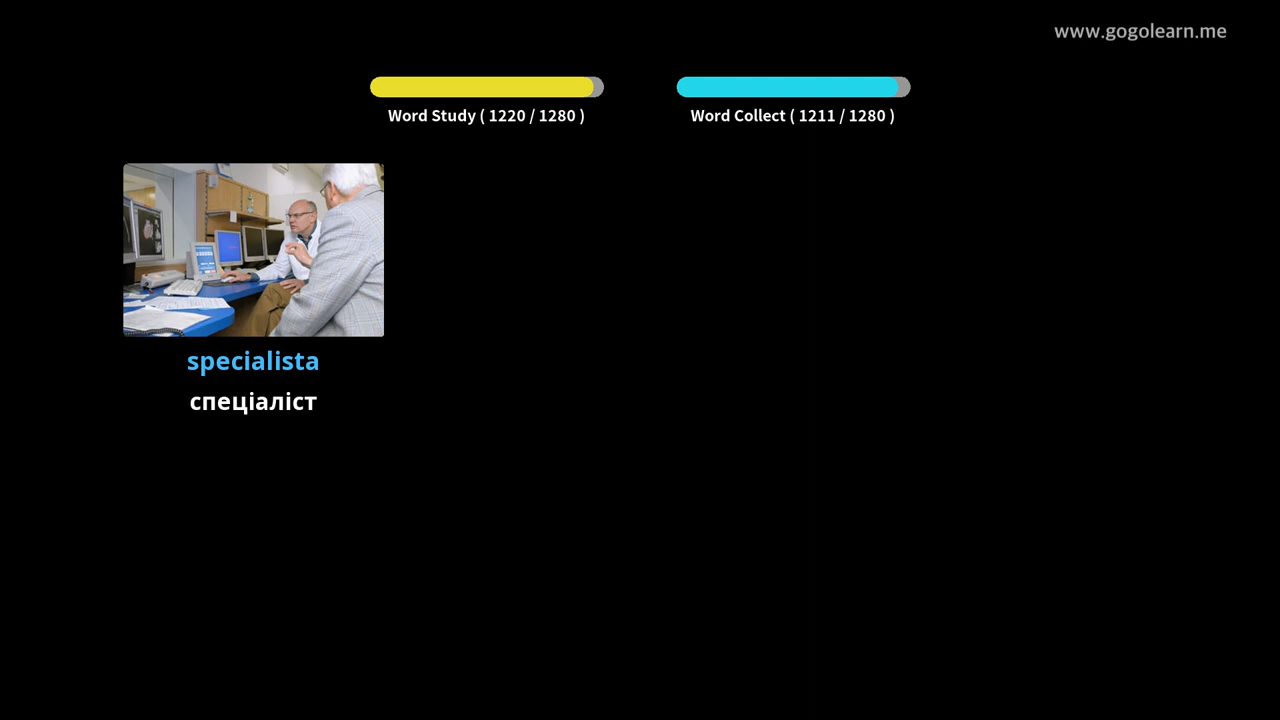 www.gogolearn.me
Word Study ( 1220 / 1280 )
Word Collect ( 1211 / 1280 )
specialista
спеціаліст